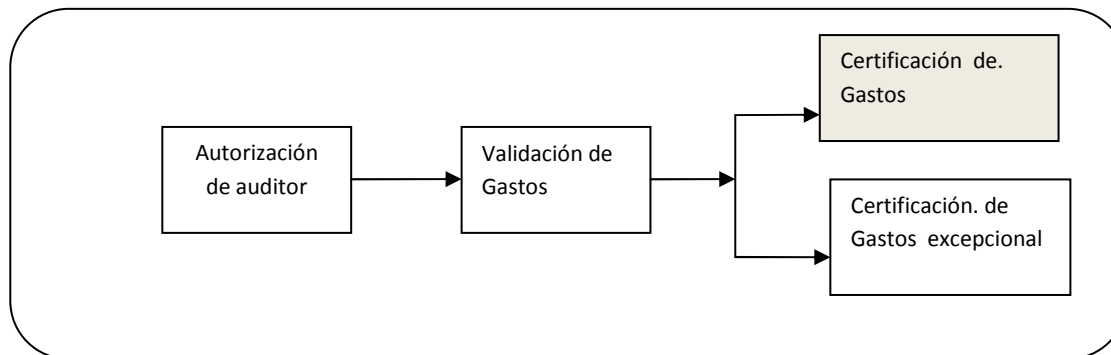 Autorización
de auditor
Validación de
Gastos
Certificación de.
Gastos
Certificación. de
Gastos excepcional